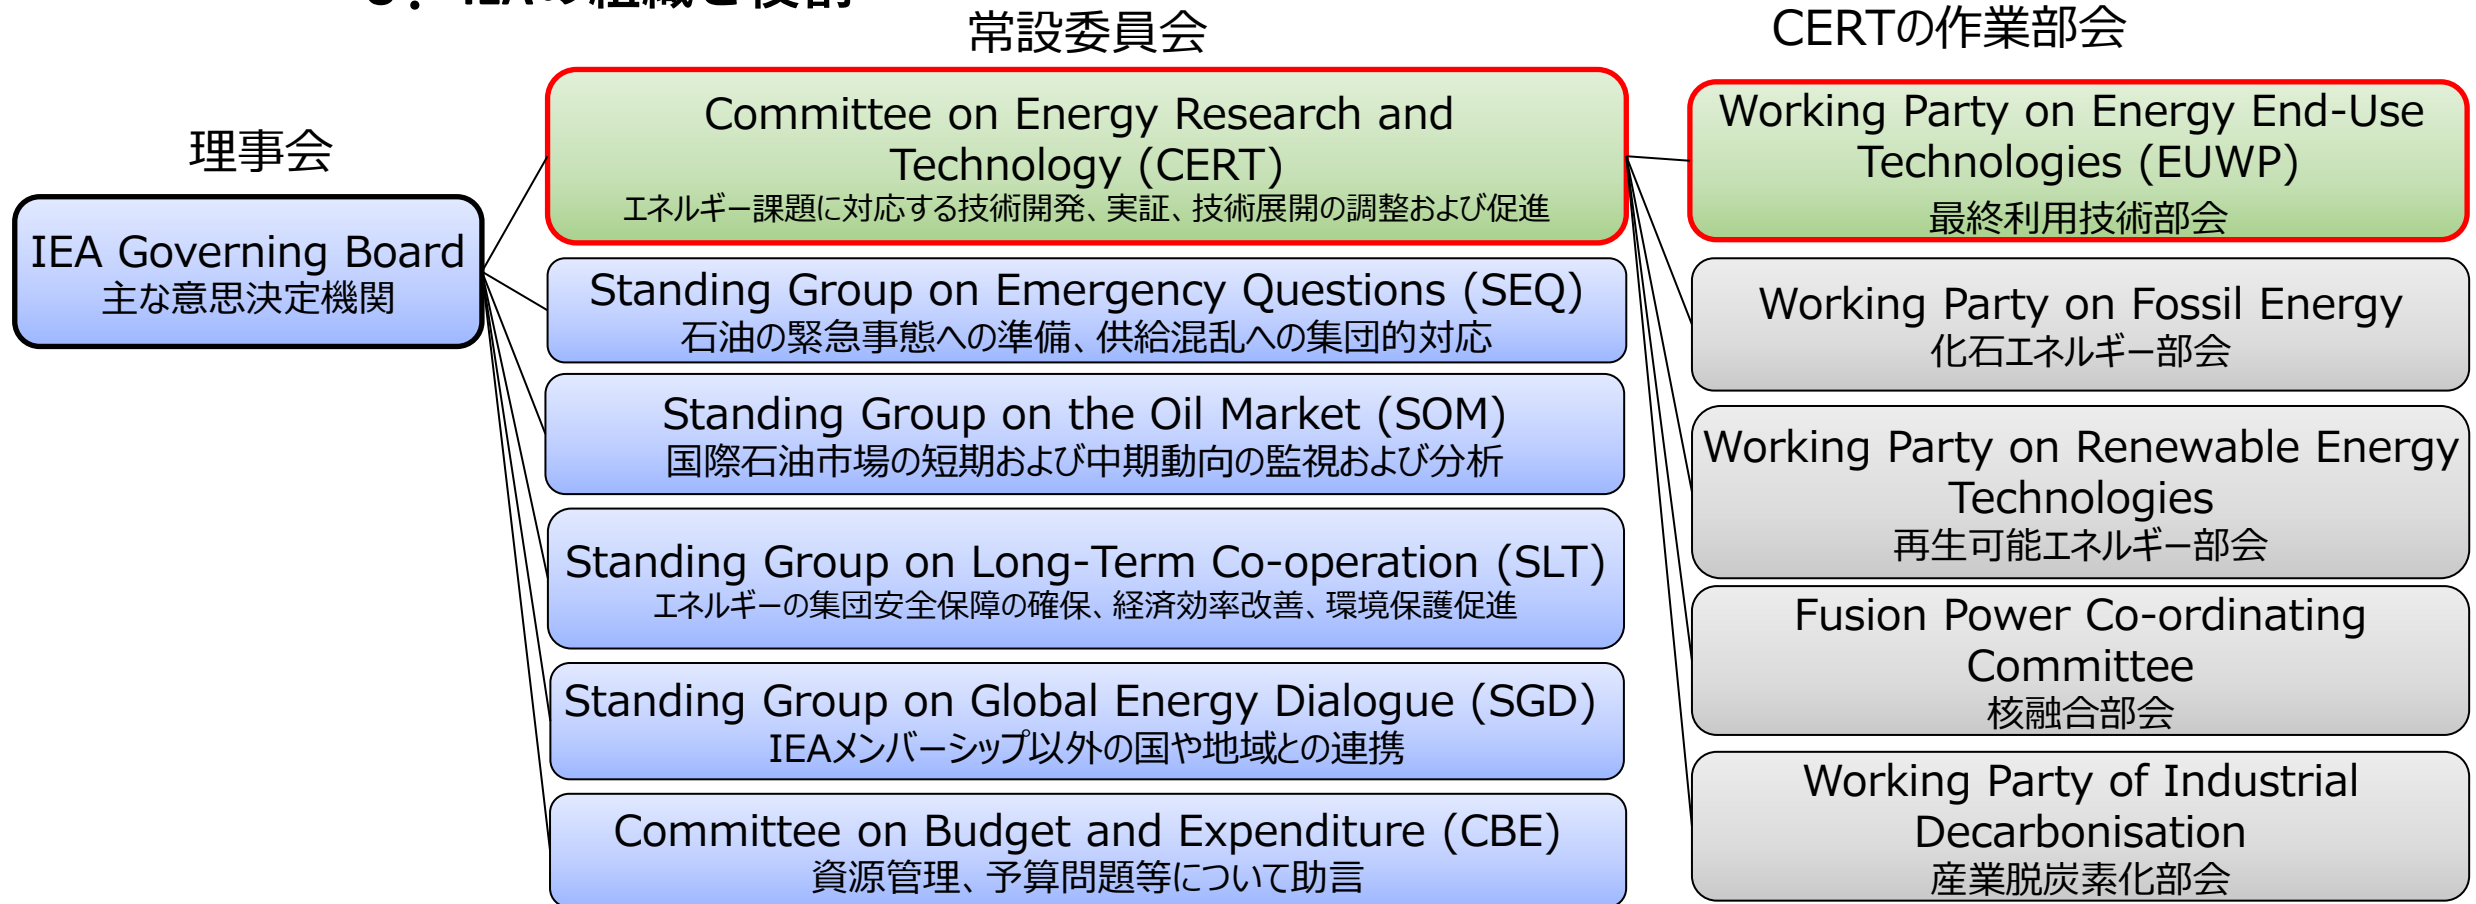 IEAの組織と役割
理事会
IEA Governing Board
主な意思決定機関
常設委員会
Committee on Energy Research and
Technology (CERT)
エネルギー課題に対応する技術開発、実証、技術展開の調整および促進
Standing Group on Emergency Questions (SEQ)
石油の緊急事態への準備、供給混乱への集団的対応
Standing Group on the Oil Market (SOM)
国際石油市場の短期および中期動向の監視および分析
Standing Group on Long-Term Co-operation (SLT)
エネルギーの集団安全保障の確保、経済効率改善、環境保護促進
Standing Group on Global Energy Dialogue (SGD)
IEAメンバーシップ以外の国や地域との連携
Committee on Budget and Expenditure (CBE)
資源管理、予算問題等について助言
CERTの作業部会
Working Party on Energy End-Use
Technologies (EUWP)
最終利用技術部会
Working Party on Fossil Energy
化石エネルギー部会
Working Party on Renewable Energy
Technologies
再生可能エネルギー部会
Fusion Power Co-ordinating
Committee
核融合部会
Working Party of Industrial
Decarbonisation
産業脱炭素化部会